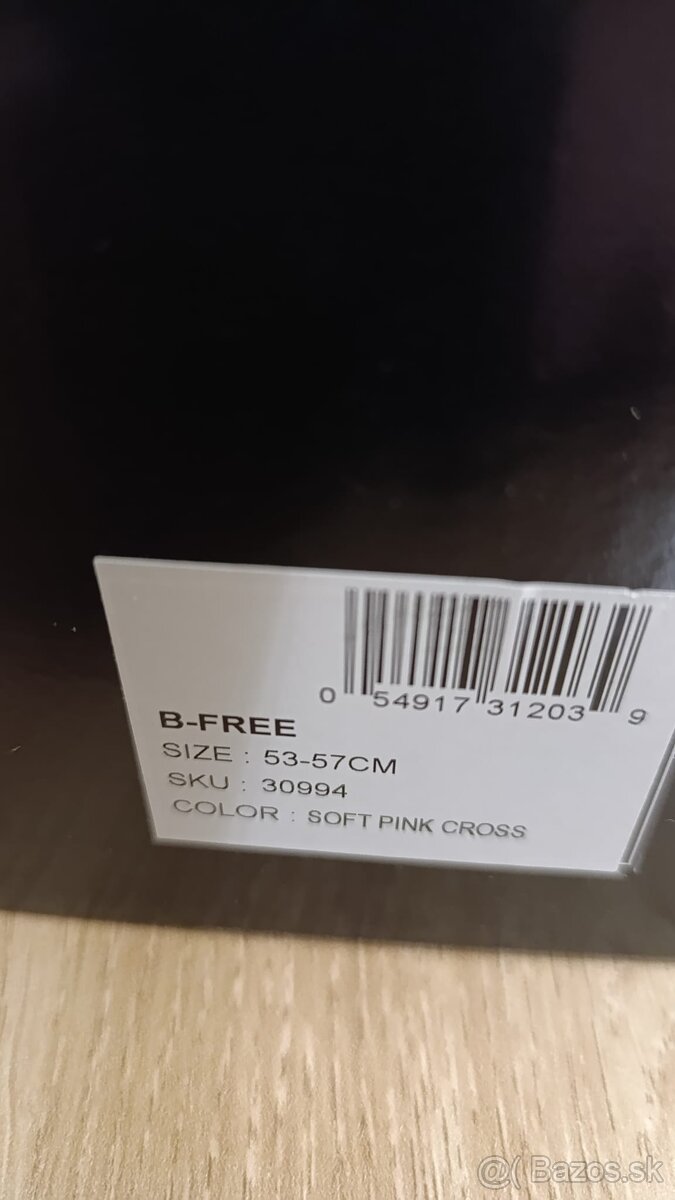 0 54917 31203 9
B-FREE
SIZE : 53-57CM
SKU : 30994
COLOR : SOFT PINK CROSS
@( Bazos.sk